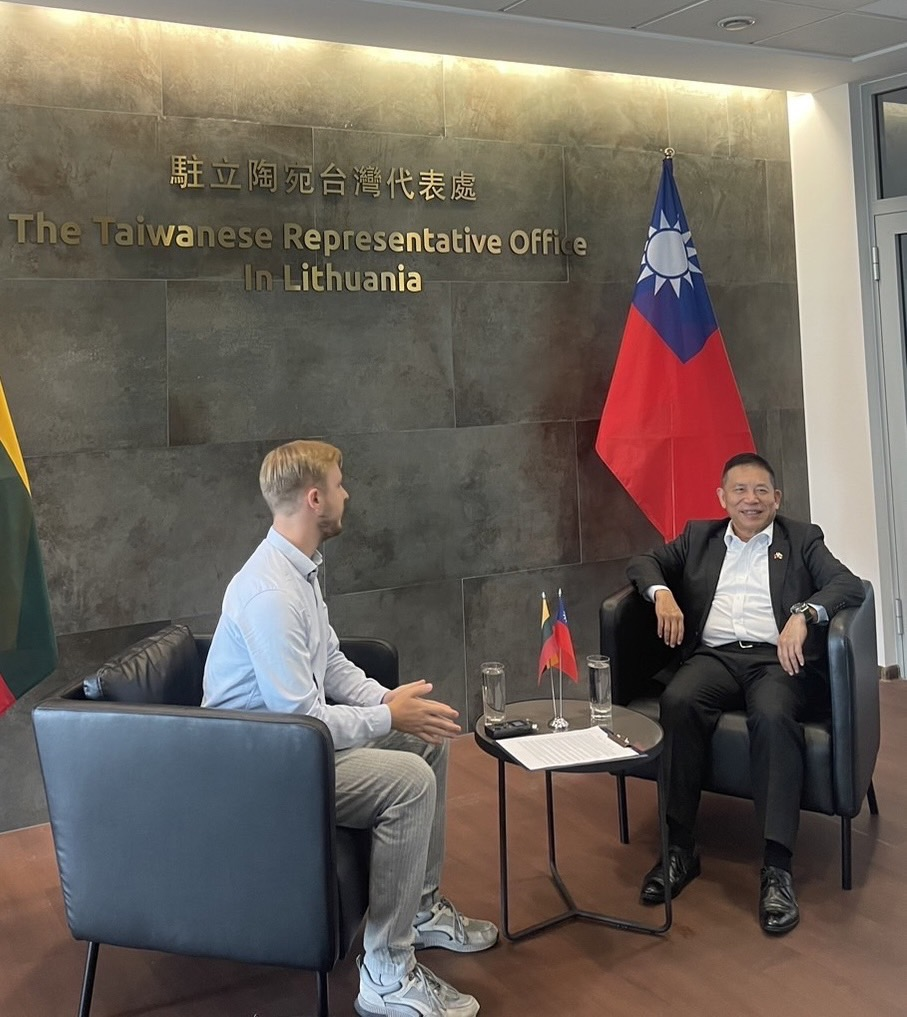 駐立陶宛台灣代表處
The Taiwanese Representative Office
In Lithuania